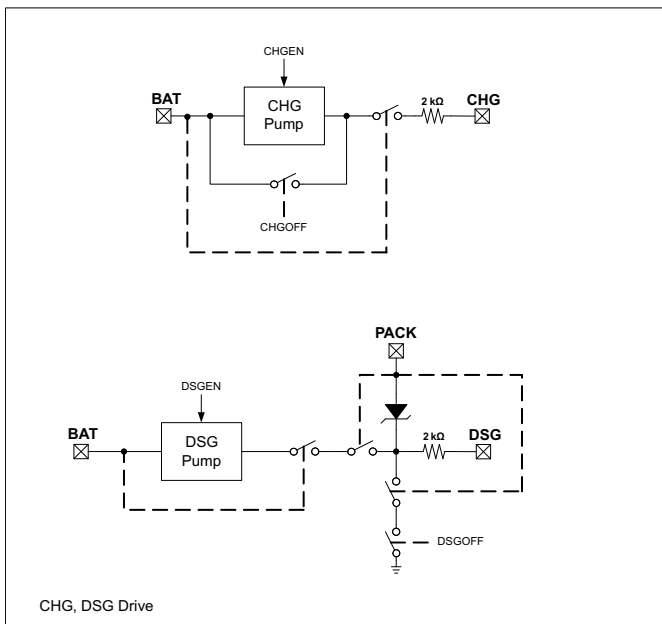 CHGEN
BAT
CHG
Pump
2 kΩ
CHG
CHGOFF
PACK
DSGEN
BAT
DSG
Pump
2 kΩ
DSG
DSGOFF
CHG, DSG Drive